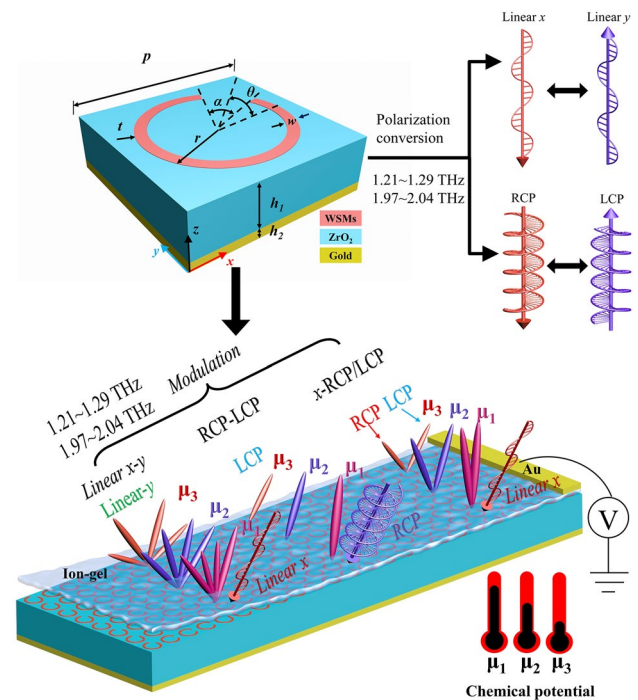 p
α
θ
t
r
w
h₁
h₂
z
y
x
WSMs
ZrO₂
Gold
Polarization
conversion
1.21~1.29 THz
1.97~2.04 THz
Linear x
Linear y
RCP
LCP
Modulation
1.21~1.29 THz
1.97~2.04 THz
Linear x-y
RCP-LCP
x-RCP/LCP
Linear-y
μ₃
μ₂
μ₁
LCP
μ₃
μ₂
μ₁
RCP
LCP
μ₃
μ₂
μ₁
Au
Linear x
RCP
Linear x
Ion-gel
V
μ₁
μ₂
μ₃
Chemical potential